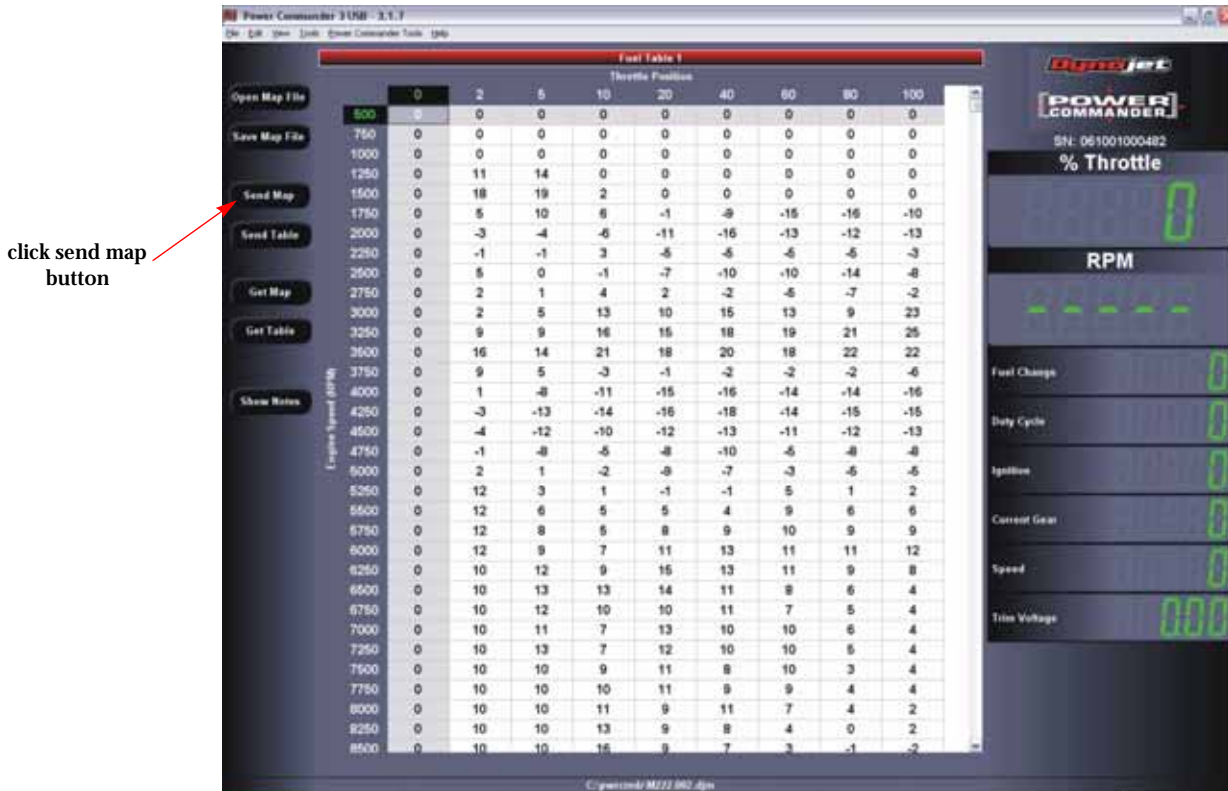 Power Commander 3 USB - 3.1.7
File Edit View Tools Power Commander Tools Help
Fuel Table 1
Throttle Position
0 2 5 10 20 40 60 80 100
500 0 0 0 0 0 0 0 0 0
750 0 0 0 0 0 0 0 0 0
1000 0 0 0 0 0 0 0 0 0
1250 0 11 14 0 0 0 0 0 0
1500 0 18 19 2 0 0 0 0 0
1750 0 5 10 6 -1 -9 -15 -16 -10
2000 0 -3 -4 -6 -11 -16 -13 -12 -13
2250 0 -1 -1 3 -5 -5 -5 -5 -3
2500 0 5 0 -1 -7 -10 -10 -14 -8
2750 0 2 1 4 2 -2 -5 -7 -2
3000 0 2 5 13 10 15 13 9 23
3250 0 9 9 16 15 18 19 21 25
3500 0 16 14 21 18 20 18 22 22
3750 0 9 5 -3 -1 -2 -2 -2 -6
4000 0 1 -8 -11 -15 -16 -14 -14 -16
4250 0 -3 -13 -14 -16 -18 -14 -15 -15
4500 0 -4 -12 -10 -12 -13 -11 -12 -13
4750 0 -1 -8 -5 -8 -10 -5 -8 -8
5000 0 2 1 -2 -9 -7 -3 -5 -5
5250 0 12 3 1 -1 -1 5 1 2
5500 0 12 6 5 5 4 9 6 6
5750 0 12 8 5 8 9 10 9 9
6000 0 12 9 7 11 13 11 11 12
6250 0 10 12 9 15 13 11 9 8
6500 0 10 13 13 14 11 8 6 4
6750 0 10 12 10 10 11 7 5 4
7000 0 10 11 7 13 10 10 6 4
7250 0 10 13 7 12 10 10 5 4
7500 0 10 10 9 11 8 10 3 4
7750 0 10 10 10 11 9 9 4 4
8000 0 10 10 11 9 11 7 4 2
8250 0 10 10 13 9 8 4 0 2
8500 0 10 10 16 9 7 3 -1 -2
Engine Speed (RPM)
Open Map File
Save Map File
Send Map
Send Table
Get Map
Get Table
Show Notes
click send map
button
Dynojet
POWER
COMMANDER
SN: 061001000482
% Throttle
0
RPM
- - - - -
Fuel Change 0
Duty Cycle 0
Ignition 0
Current Gear 0
Speed 0
Trim Voltage 0.00